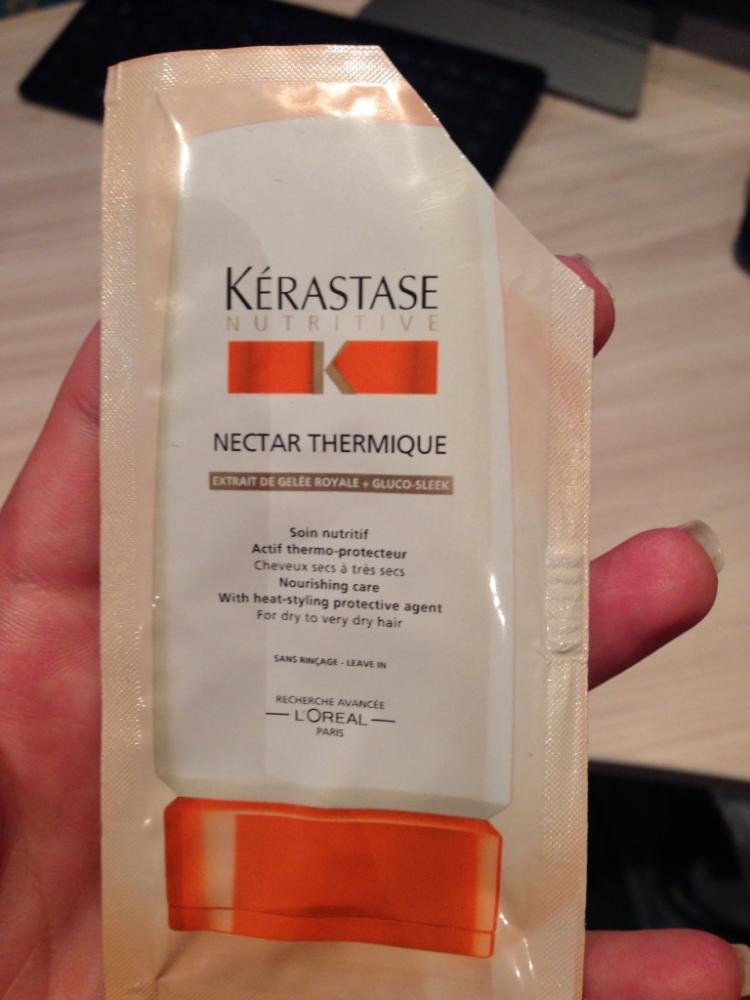 KÉRASTASE
NUTRITIVE
K
NECTAR THERMIQUE
EXTRAIT DE GELÉE ROYALE + GLUCO-SLEEK
Soin nutritif
Actif thermo-protecteur
Cheveux secs à très secs
Nourishing care
With heat-styling protective agent
For dry to very dry hair
SANS RINÇAGE - LEAVE IN
RECHERCHE AVANCÉE
L'ORÉAL
PARIS